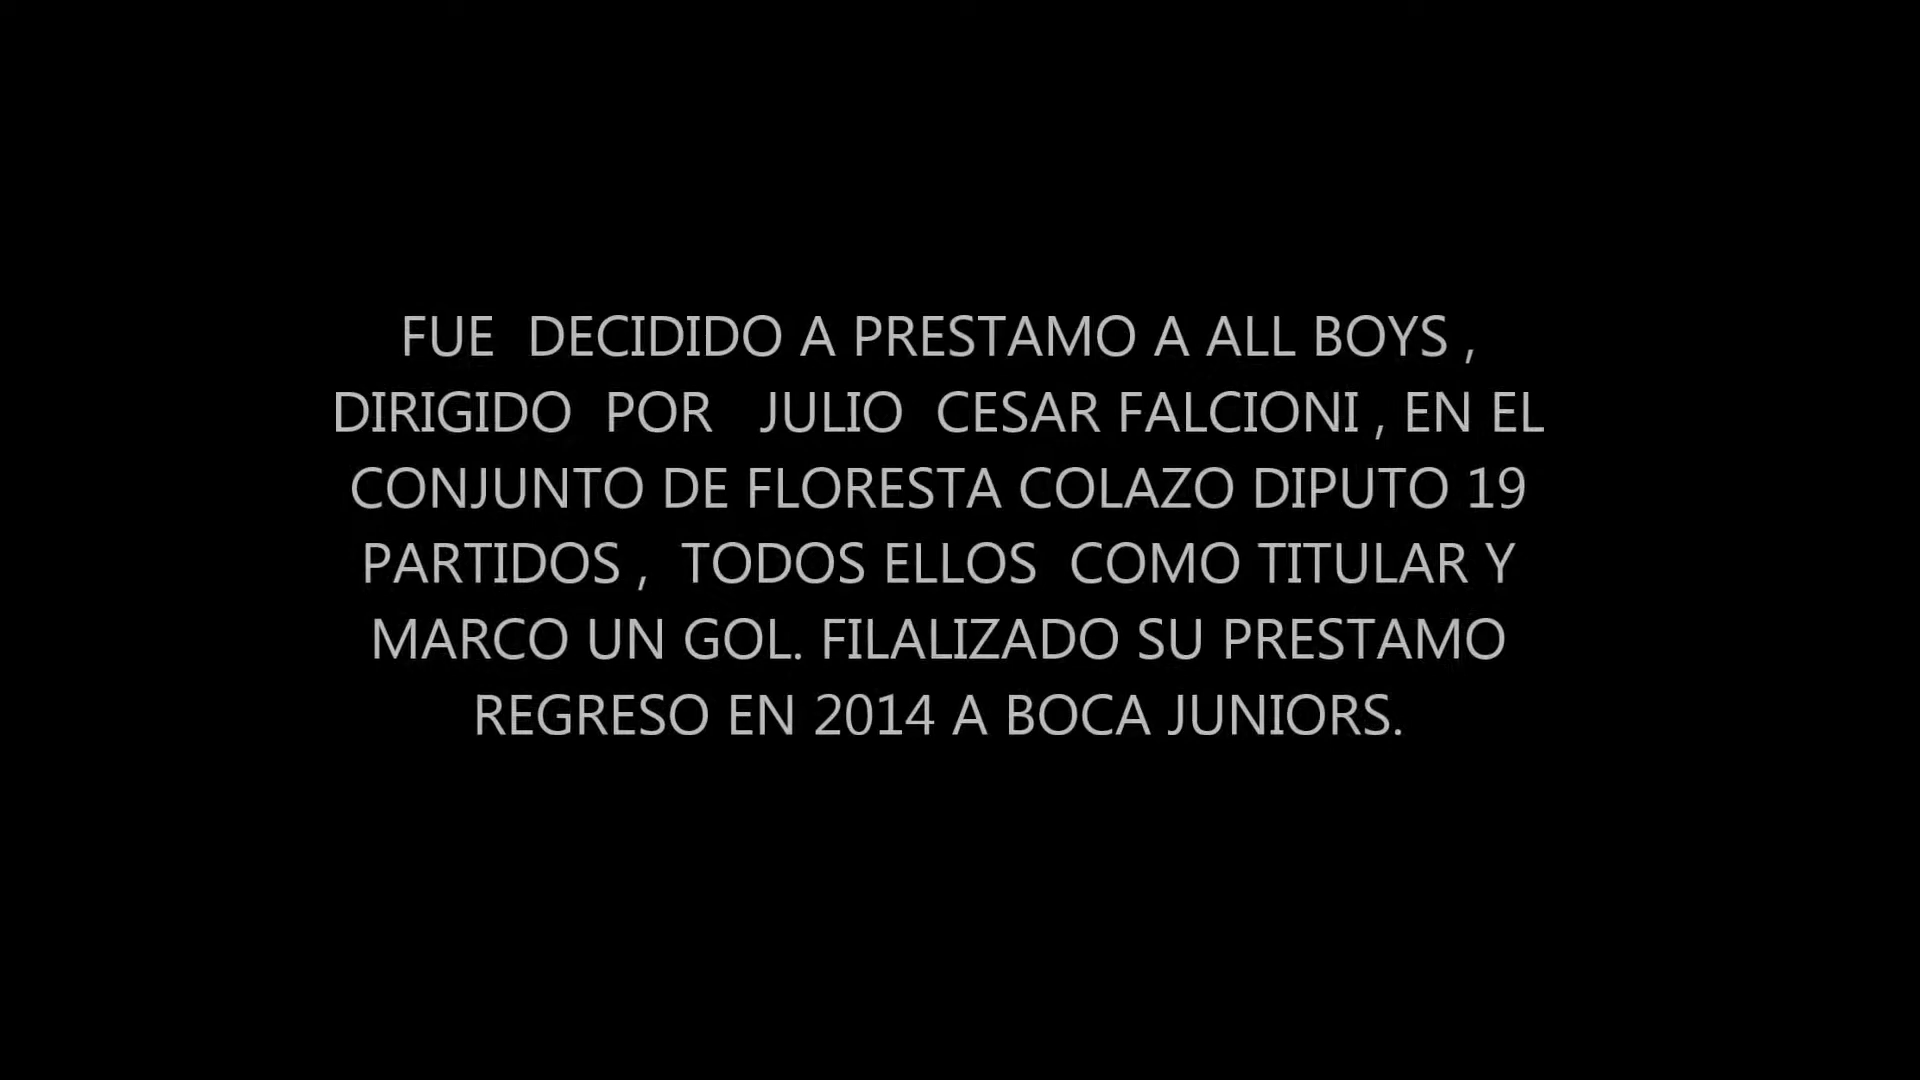 FUE DECIDIDO A PRESTAMO A ALL BOYS ,
DIRIGIDO POR JULIO CESAR FALCIONI , EN EL
CONJUNTO DE FLORESTA COLAZO DIPUTO 19
PARTIDOS , TODOS ELLOS COMO TITULAR Y
MARCO UN GOL. FILALIZADO SU PRESTAMO
REGRESO EN 2014 A BOCA JUNIORS.